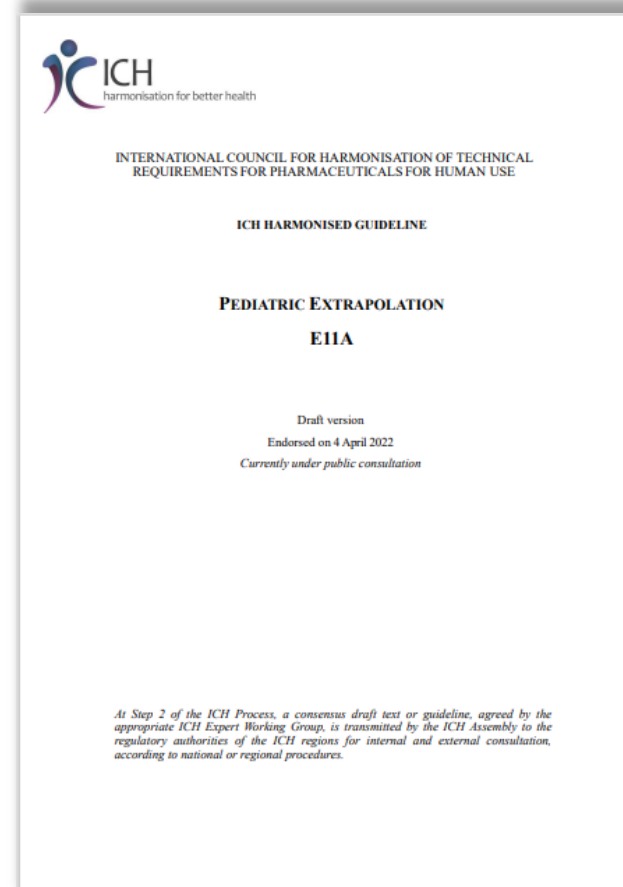 ICH
harmonisation for better health
INTERNATIONAL COUNCIL FOR HARMONISATION OF TECHNICAL
REQUIREMENTS FOR PHARMACEUTICALS FOR HUMAN USE
ICH HARMONISED GUIDELINE
PEDIATRIC EXTRAPOLATION
E11A
Draft version
Endorsed on 4 April 2022
Currently under public consultation
At Step 2 of the ICH Process, a consensus draft text or guideline, agreed by the
appropriate ICH Expert Working Group, is transmitted by the ICH Assembly to the
regulatory authorities of the ICH regions for internal and external consultation,
according to national or regional procedures.